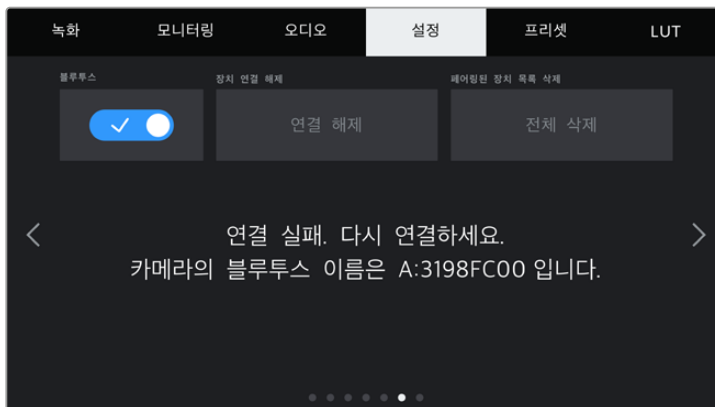 녹화 모니터링 오디오 설정 프리셋 LUT
블루투스 장치 연결 해제 페어링된 장치 목록 삭제
연결 해제 전체 삭제
연결 실패. 다시 연결하세요.
카메라의 블루투스 이름은 A:3198FC00 입니다.